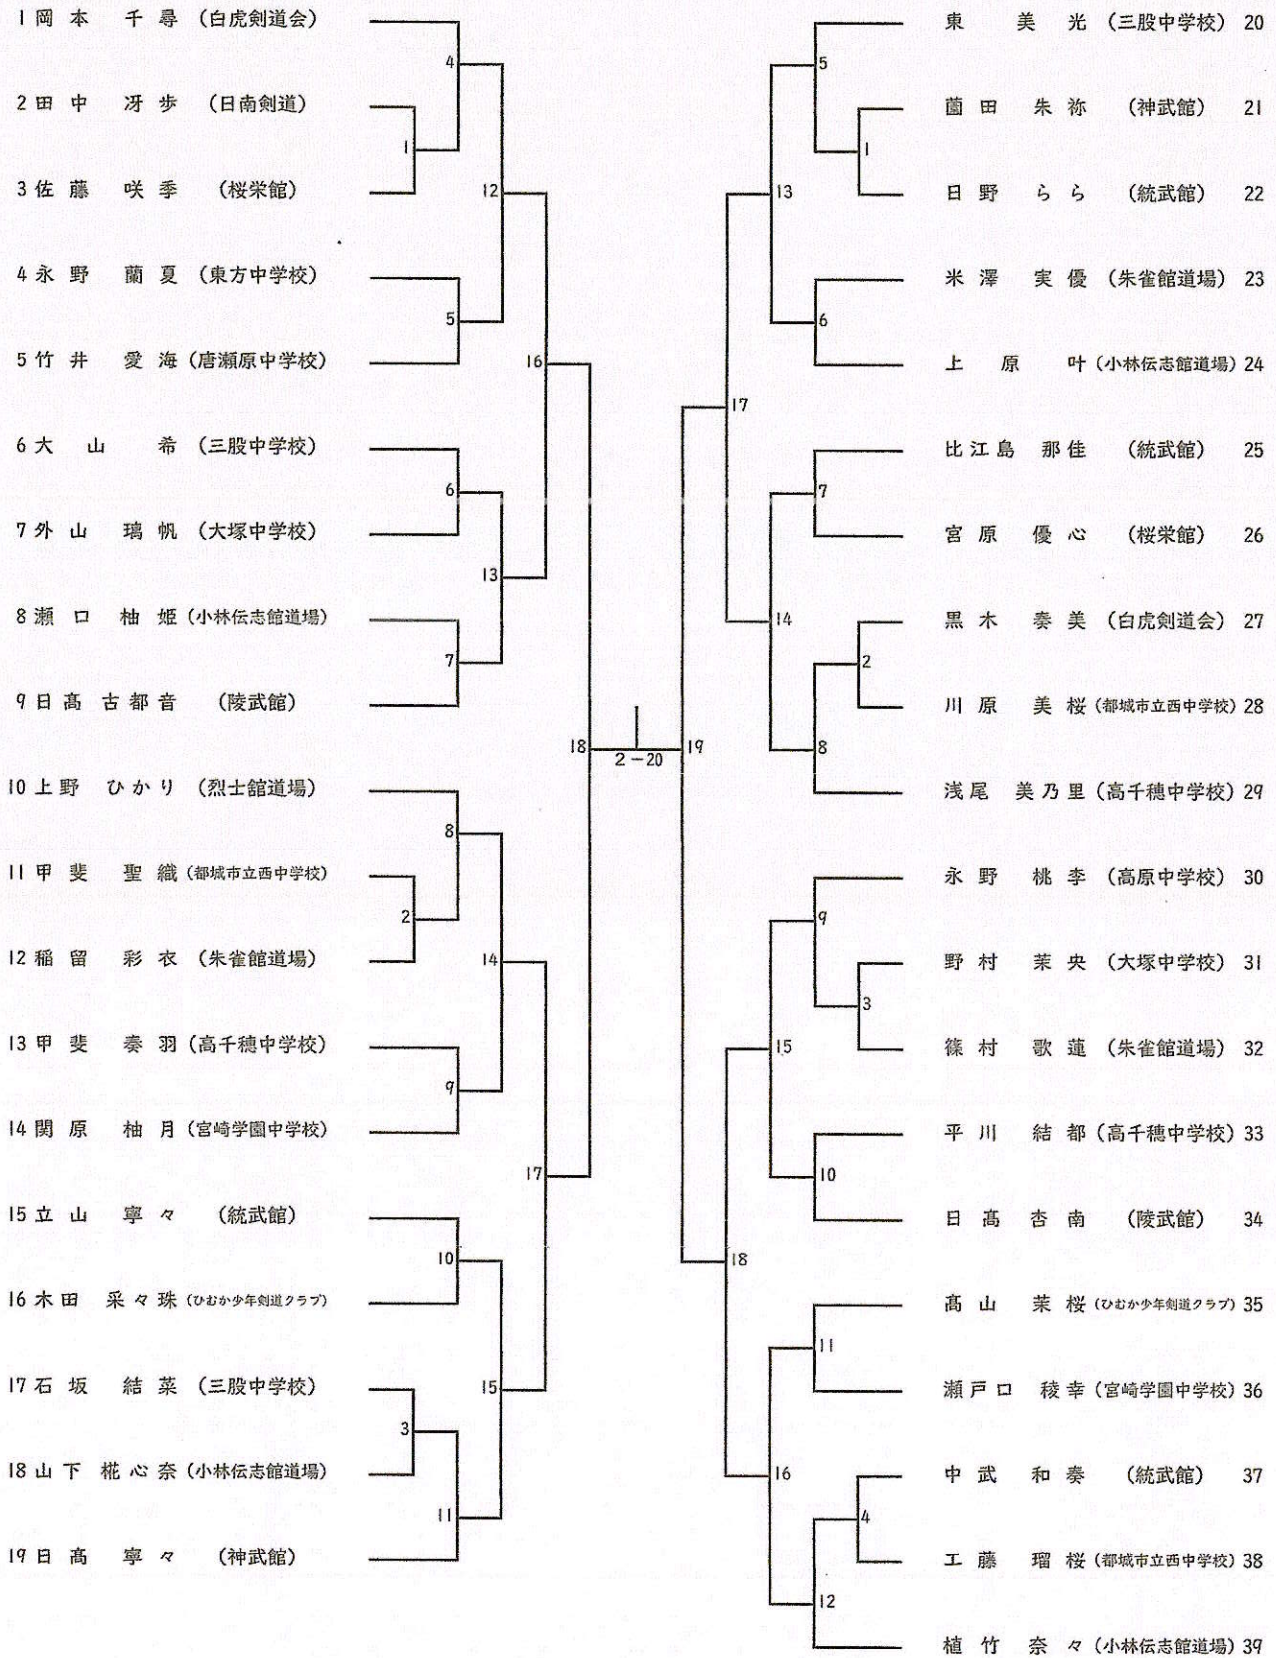 1 岡本 千尋 (白虎剣道会)
4
2 田中 冴歩 (日南剣道)
1
3 佐藤 咲季 (桜栄館)
12
4 永野 蘭夏 (東方中学校)
5
5 竹井 愛海 (唐瀬原中学校)
16
6 大山 希 (三股中学校)
6
7 外山 璃帆 (大塚中学校)
13
8 瀬口 柚姫 (小林伝志館道場)
7
9 日髙 古都音 (陵武館)
18
10 上野 ひかり (烈士舘道場)
8
11 甲斐 聖織 (都城市立西中学校)
2
12 稲留 彩衣 (朱雀館道場)
14
13 甲斐 奏羽 (高千穂中学校)
9
14 関原 柚月 (宮崎学園中学校)
17
15 立山 寧々 (統武館)
10
16 木田 采々珠 (ひむか少年剣道クラブ)
17 石坂 結菜 (三股中学校)
15
3
18 山下 椛心奈 (小林伝志館道場)
11
19 日髙 寧々 (神武館)
2-20
東 美光 (三股中学校) 20
5
薗田 朱祢 (神武館) 21
1
日野 らら (統武館) 22
13
米澤 実優 (朱雀館道場) 23
6
上原 叶 (小林伝志館道場) 24
17
比江島 那佳 (統武館) 25
7
宮原 優心 (桜栄館) 26
黒木 奏美 (白虎剣道会) 27
14
2
川原 美桜 (都城市立西中学校) 28
19
8
浅尾 美乃里 (高千穂中学校) 29
永野 桃李 (高原中学校) 30
9
野村 茉央 (大塚中学校) 31
3
篠村 歌蓮 (朱雀館道場) 32
15
平川 結都 (高千穂中学校) 33
10
日髙 杏南 (陵武館) 34
18
髙山 茉桜 (ひむか少年剣道クラブ) 35
11
瀬戸口 稜幸 (宮崎学園中学校) 36
16
中武 和奏 (統武館) 37
4
工藤 瑠桜 (都城市立西中学校) 38
12
植竹 奈々 (小林伝志館道場) 39